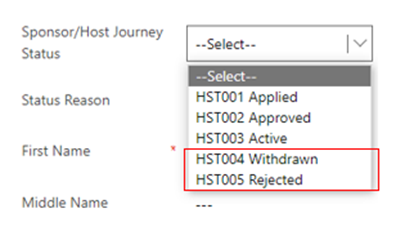 Sponsor/Host Journey --Select--
Status
--Select--
Status Reason HST001 Applied
HST002 Approved
HST003 Active
First Name * HST004 Withdrawn
HST005 Rejected
Middle Name ---